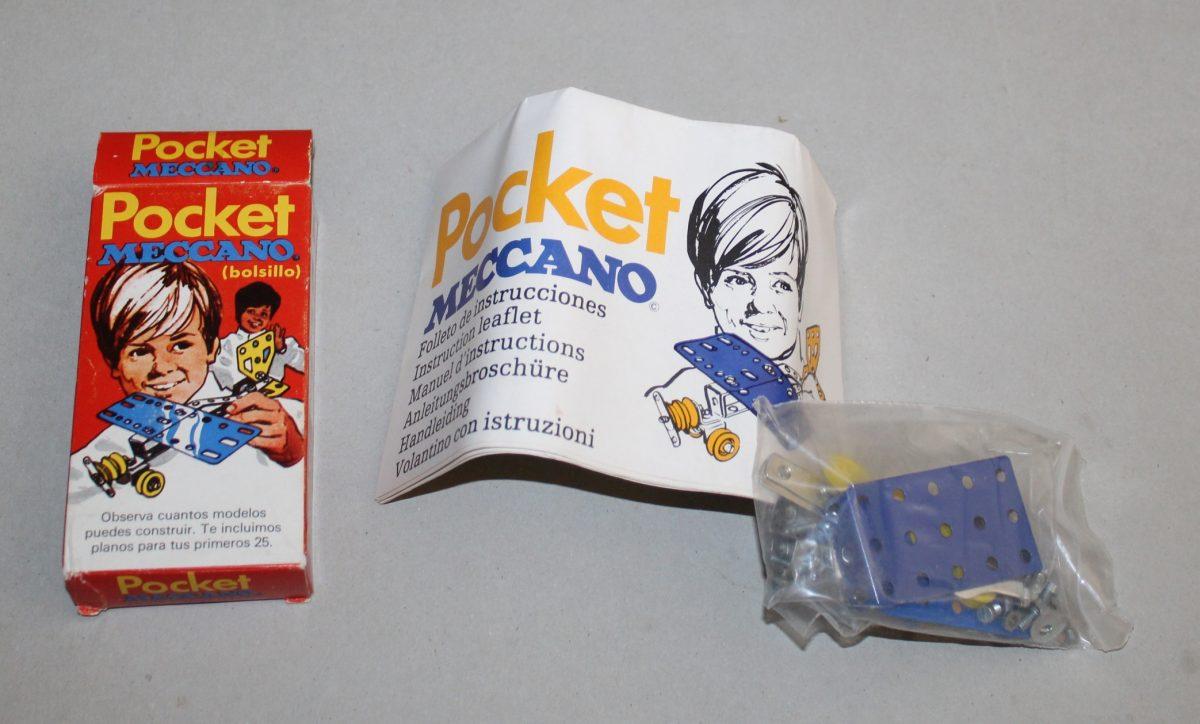 Pocket
MECCANO
Pocket
MECCANO
(bolsillo)
Observa cuantos modelos
puedes construir. Te incluimos
planos para tus primeros 25.
Pocket
MECCANO
Pocket
MECCANO ©
Folleto de instrucciones
Instruction leaflet
Manuel d'instructions
Anleitungsbroschüre
Handleiding
Volantino con istruzioni